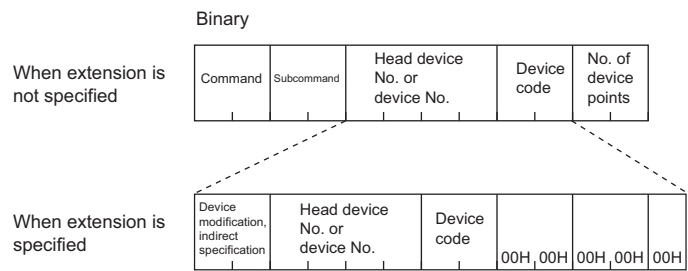 Binary
When extension is
not specified
Command
Subcommand
Head device
No. or
device No.
Device
code
No. of
device
points
When extension is
specified
Device
modification,
indirect
specification
Head device
No. or
device No.
Device
code
00H 00H 00H 00H 00H